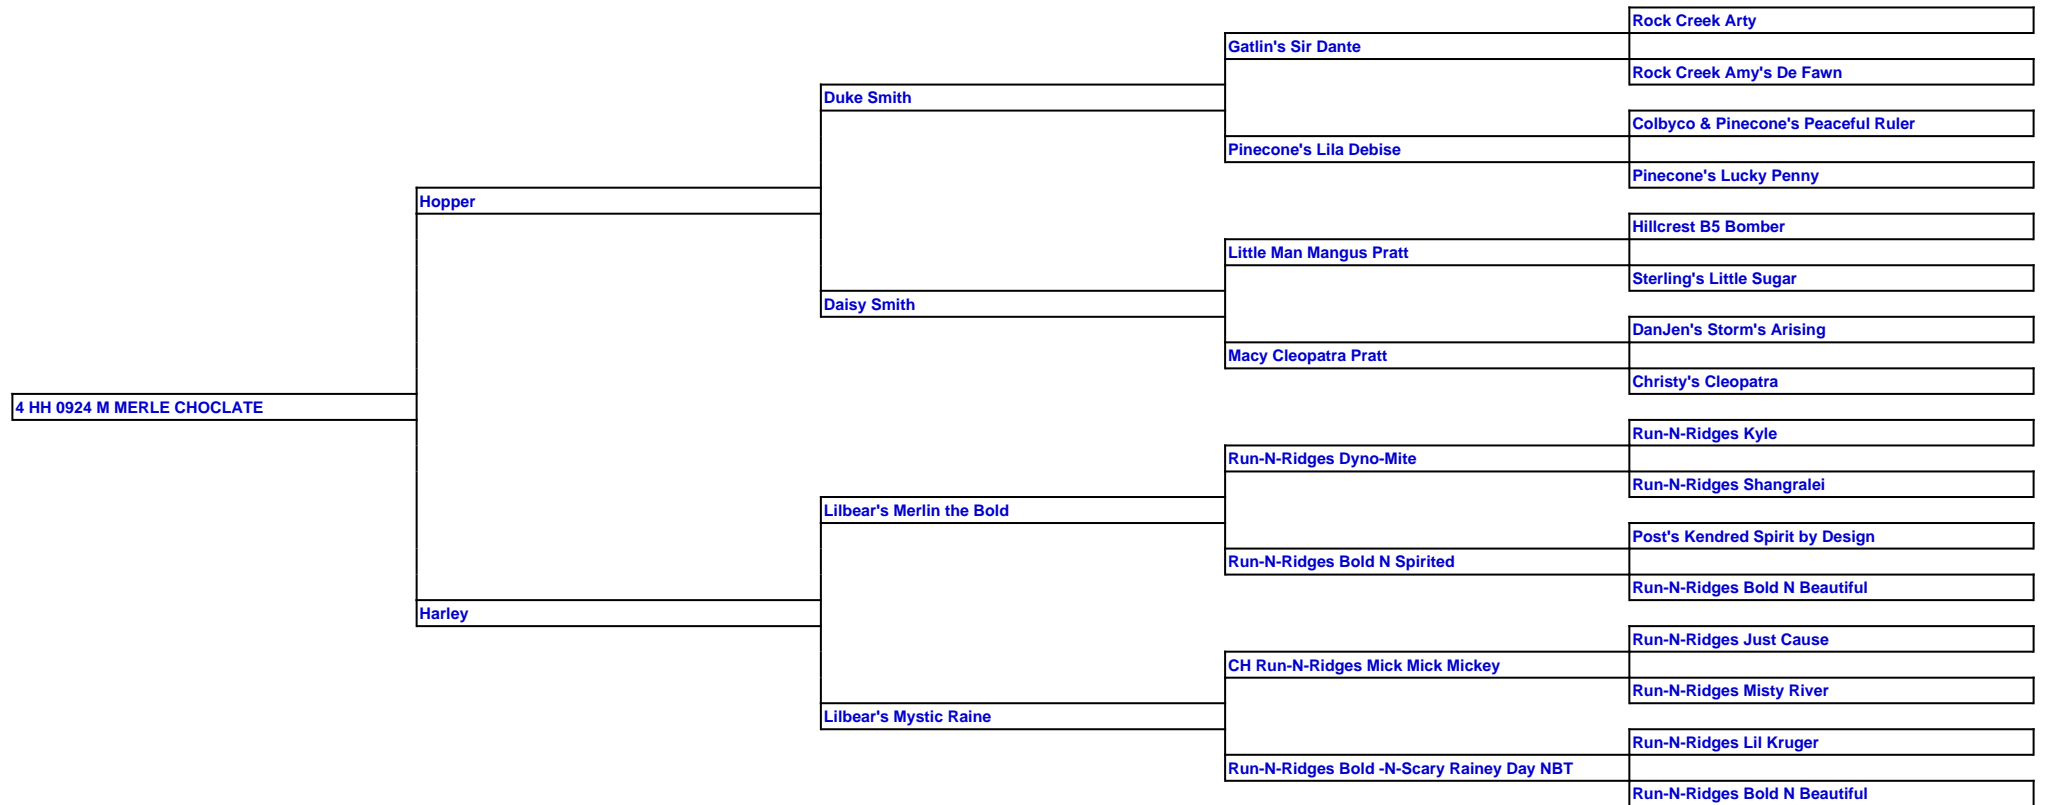 Rock Creek Arty
Gatlin's Sir Dante
Rock Creek Amy's De Fawn
Duke Smith
Colbyco & Pinecone's Peaceful Ruler
Pinecone's Lila Debise
Pinecone's Lucky Penny
Hopper
Hillcrest B5 Bomber
Little Man Mangus Pratt
Sterling's Little Sugar
Daisy Smith
DanJen's Storm's Arising
Macy Cleopatra Pratt
Christy's Cleopatra
4 HH 0924 M MERLE CHOCLATE
Run-N-Ridges Kyle
Run-N-Ridges Dyno-Mite
Run-N-Ridges Shangralei
Lilbear's Merlin the Bold
Post's Kendred Spirit by Design
Run-N-Ridges Bold N Spirited
Run-N-Ridges Bold N Beautiful
Harley
Run-N-Ridges Just Cause
CH Run-N-Ridges Mick Mick Mickey
Run-N-Ridges Misty River
Lilbear's Mystic Raine
Run-N-Ridges Lil Kruger
Run-N-Ridges Bold -N-Scary Rainey Day NBT
Run-N-Ridges Bold N Beautiful